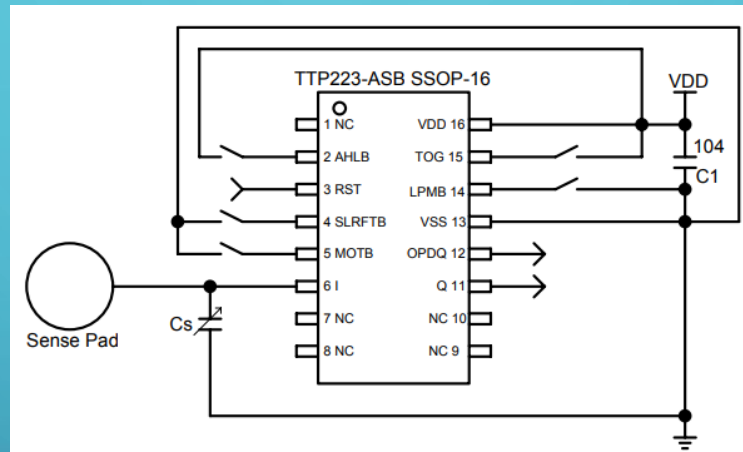 TTP223-ASB SSOP-16
VDD
1 NC
VDD 16
2 AHLB
TOG 15
104
C1
3 RST
LPMB 14
4 SLRFTB
VSS 13
5 MOTB
OPDQ 12
6 I
Q 11
Cs
7 NC
NC 10
Sense Pad
8 NC
NC 9